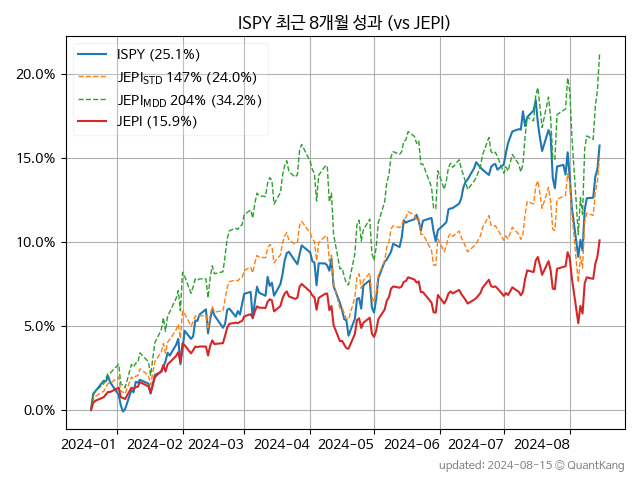 ISPY 최근 8개월 성과 (vs JEPI)
ISPY (25.1%)
JEPI_STD 147% (24.0%)
JEPI_MDD 204% (34.2%)
JEPI (15.9%)
20.0%
15.0%
10.0%
5.0%
0.0%
2024-01 2024-02 2024-03 2024-04 2024-05 2024-06 2024-07 2024-08
updated: 2024-08-15 © QuantKang